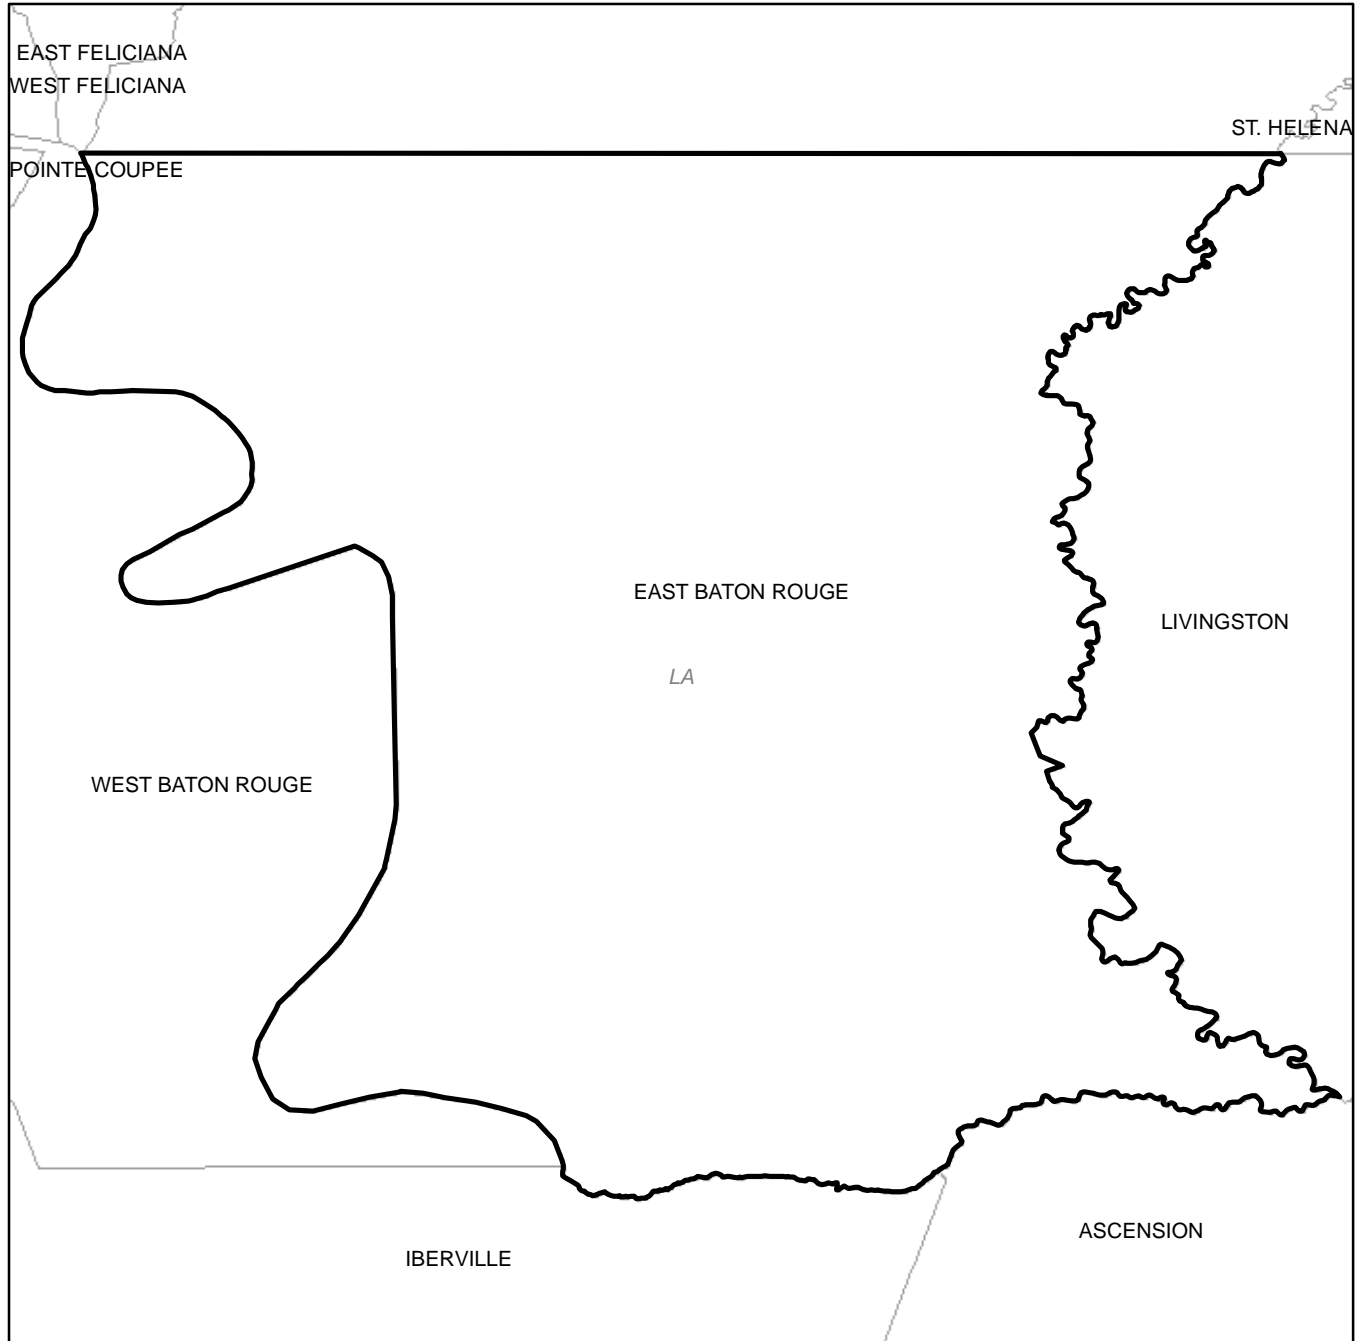 EAST FELICIANA
WEST FELICIANA
ST. HELENA
POINTE COUPEE
EAST BATON ROUGE
LIVINGSTON
LA
WEST BATON ROUGE
ASCENSION
IBERVILLE